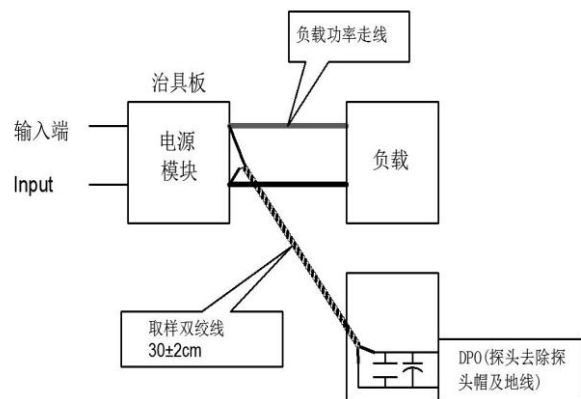 负载功率走线
治具板
输入端
Input
电源
模块
负载
取样双绞线
30±2cm
DPO(探头去除探
头帽及地线)